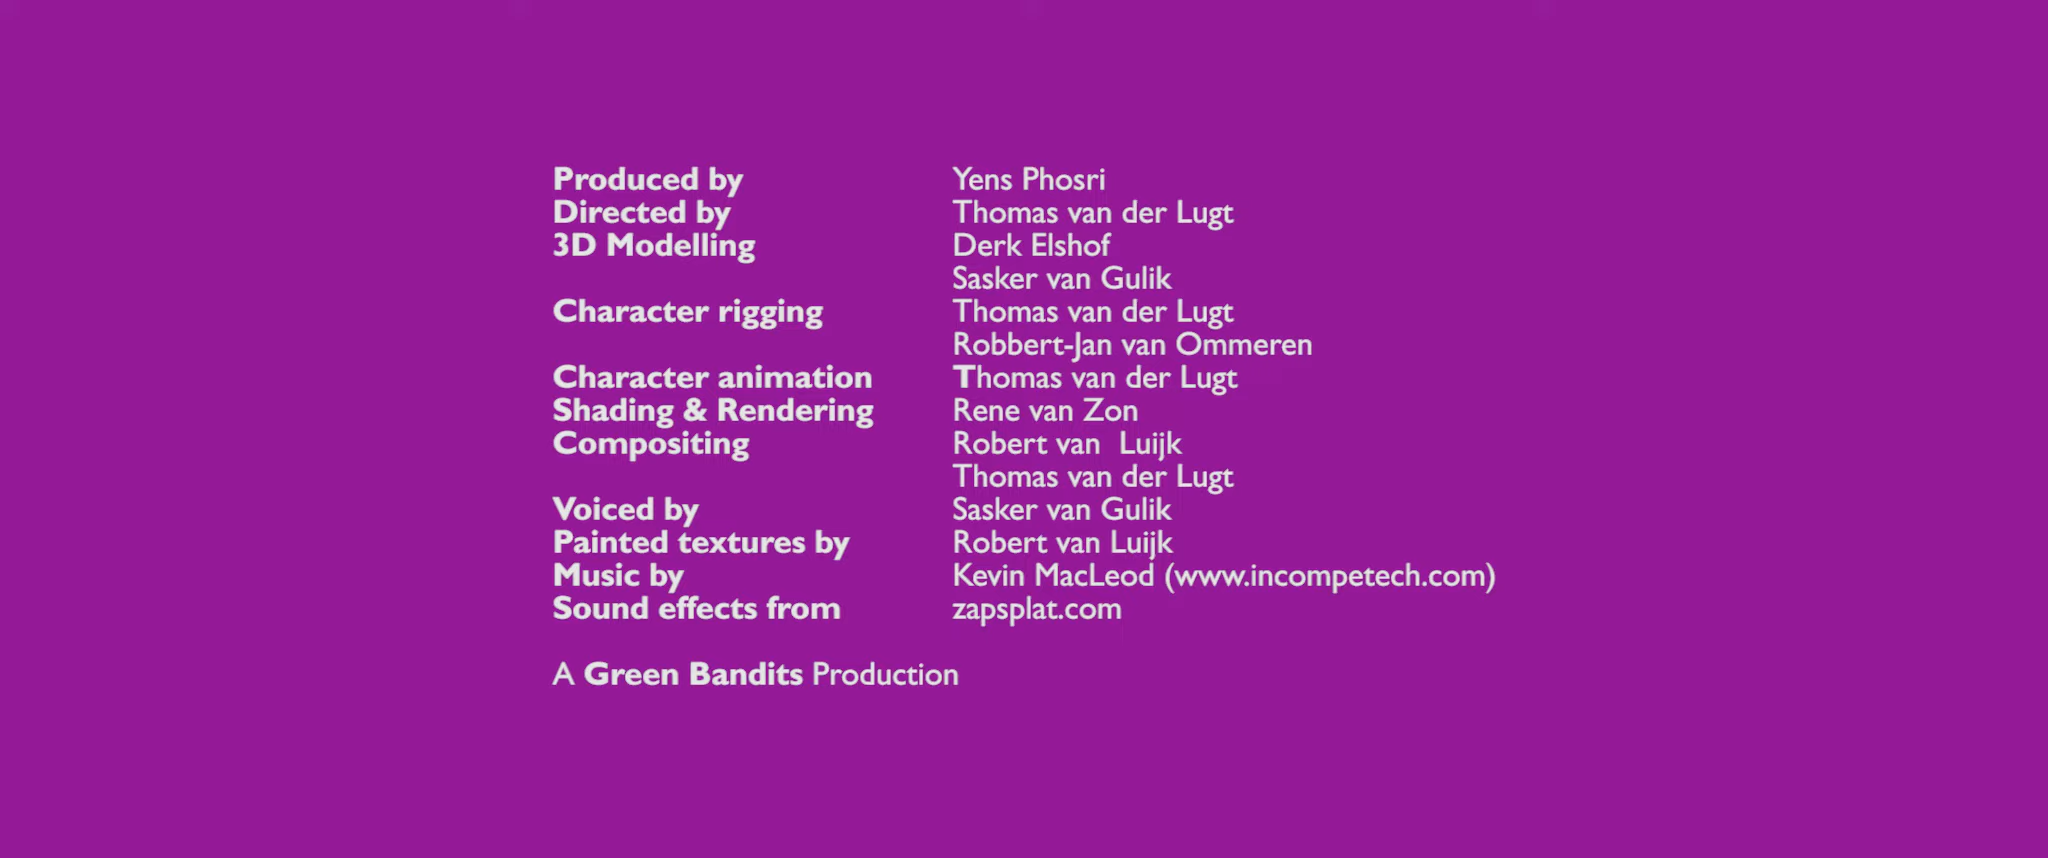 Produced by Yens Phosri
Directed by Thomas van der Lugt
3D Modelling Derk Elshof
Sasker van Gulik
Character rigging Thomas van der Lugt
Robbert-Jan van Ommeren
Character animation Thomas van der Lugt
Shading & Rendering Rene van Zon
Compositing Robert van  Luijk
Thomas van der Lugt
Voiced by Sasker van Gulik
Painted textures by Robert van Luijk
Music by Kevin MacLeod (www.incompetech.com)
Sound effects from zapsplat.com
A Green Bandits Production